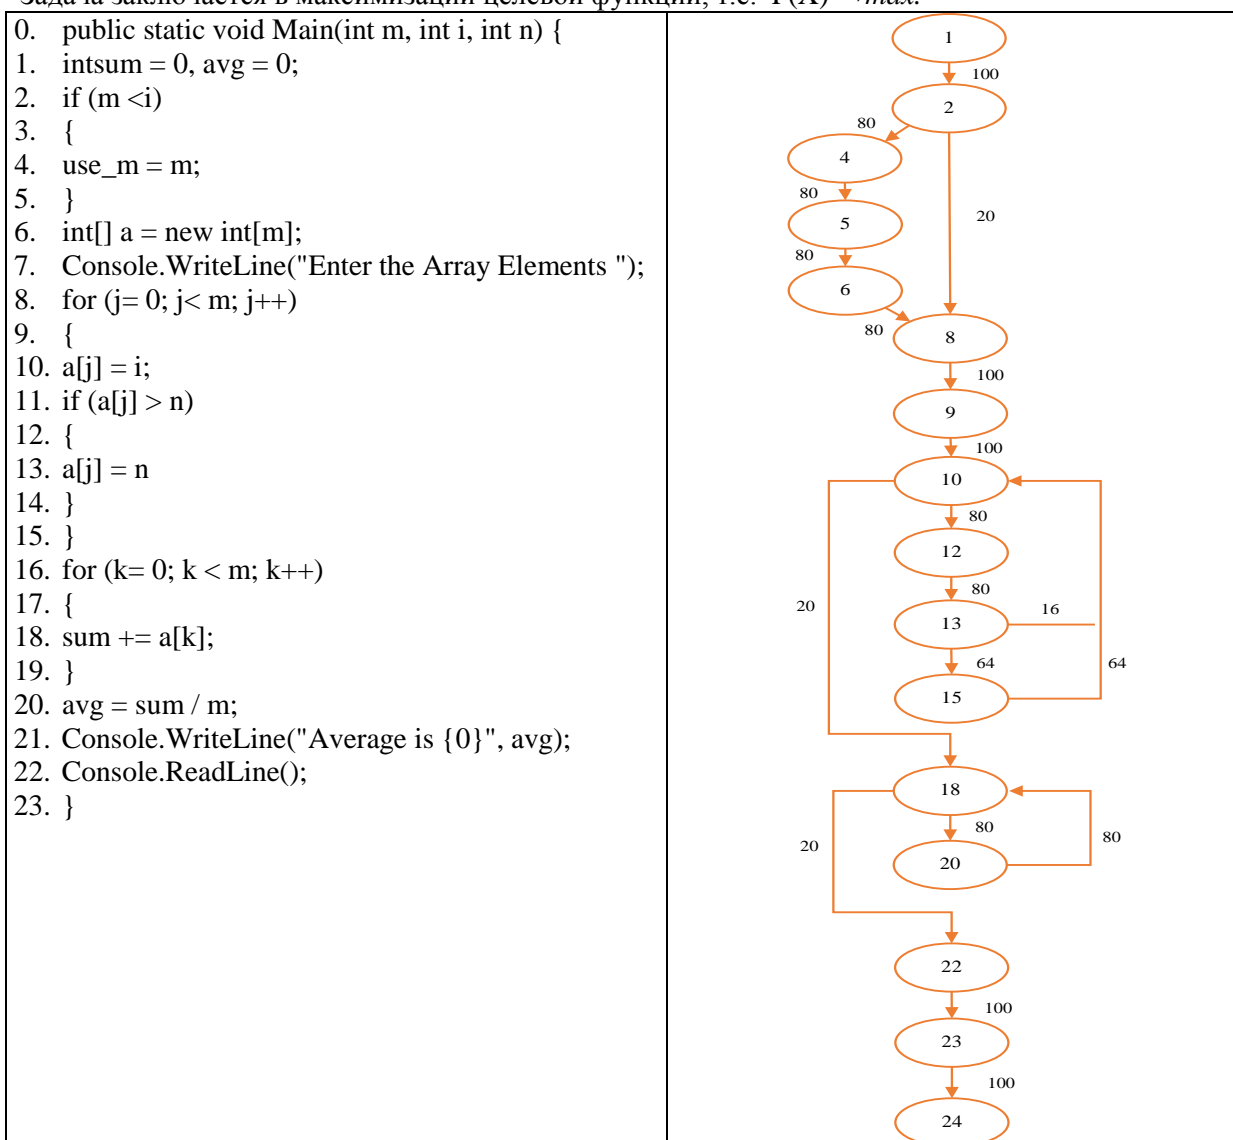 Задача заключается в максимизации целевой функции, т.е.
0. public static void Main(int m, int i, int n) {
1. intsum = 0, avg = 0;
2. if (m <i)
3. {
4. use_m = m;
5. }
6. int[] a = new int[m];
7. Console.WriteLine("Enter the Array Elements ");
8. for (j= 0; j< m; j++)
9. {
10. a[j] = i;
11. if (a[j] > n)
12. {
13. a[j] = n
14. }
15. }
16. for (k= 0; k < m; k++)
17. {
18. sum += a[k];
19. }
20. avg = sum / m;
21. Console.WriteLine("Average is {0}", avg);
22. Console.ReadLine();
23. }
1
100
2
80
4
80
5
20
80
6
80
8
100
9
100
10
80
12
80
20
13
16
64
64
15
18
80
20
80
20
22
100
23
100
24